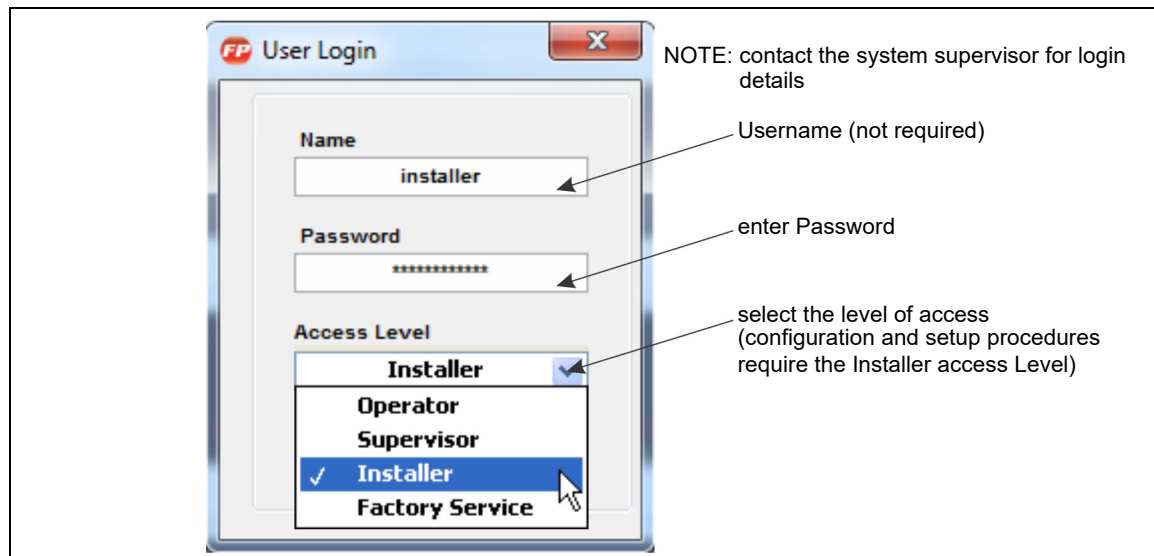 FP User Login
NOTE: contact the system supervisor for login
details
Name
installer
Username (not required)
Password
************
enter Password
Access Level
Installer
select the level of access
(configuration and setup procedures
require the Installer access Level)
Operator
Supervisor
✓ Installer
Factory Service